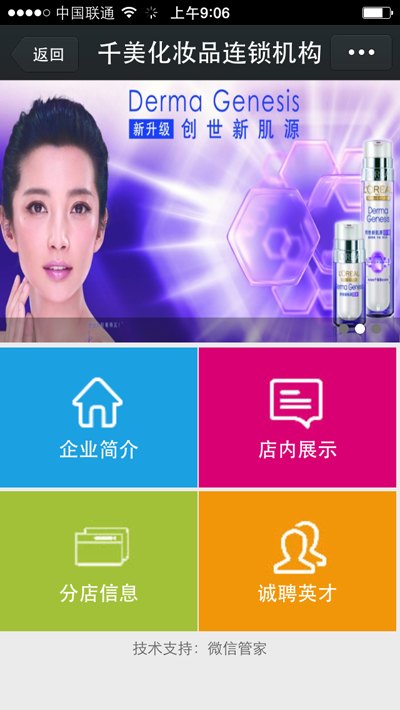 中国联通 上午9:06
返回 千美化妆品连锁机构
Derma Genesis
新升级 创世新肌源
L'OREAL
Derma
Genesis
L'OREAL
企业简介
店内展示
分店信息
诚聘英才
技术支持：微信管家